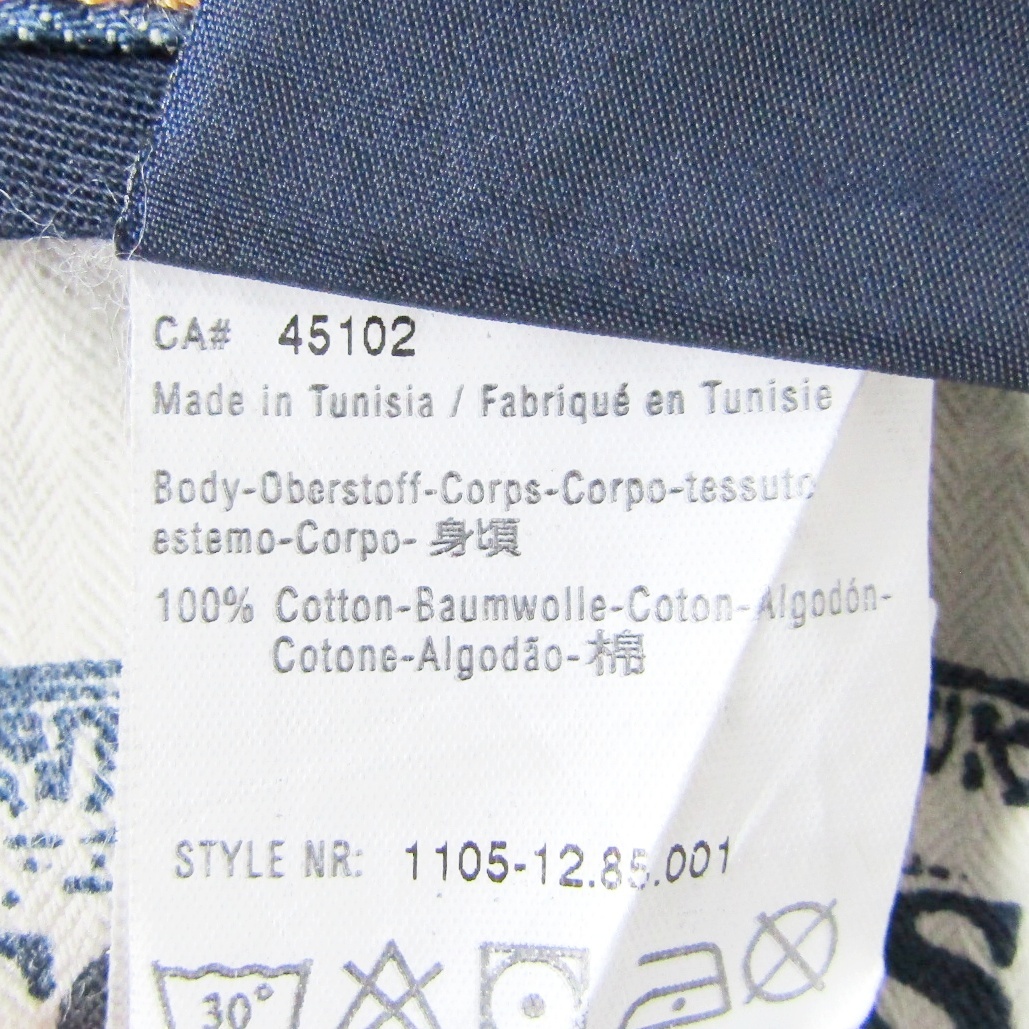 CA# 45102
Made in Tunisia / Fabriqué en Tunisie
Body-Oberstoff-Corps-Corpo-tessuto
estemo-Corpo-身頃
100% Cotton-Baumwolle-Coton-Algodón-
Cotone-Algodão-棉
STYLE NR: 1105-12.85.001
30°